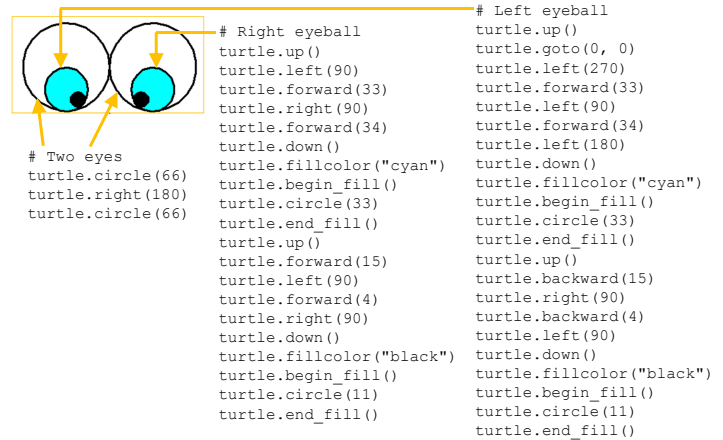 # Two eyes
turtle.circle(66)
turtle.right(180)
turtle.circle(66)
# Right eyeball
turtle.up()
turtle.left(90)
turtle.forward(33)
turtle.right(90)
turtle.forward(34)
turtle.down()
turtle.fillcolor("cyan")
turtle.begin_fill()
turtle.circle(33)
turtle.end_fill()
turtle.up()
turtle.forward(15)
turtle.left(90)
turtle.forward(4)
turtle.right(90)
turtle.down()
turtle.fillcolor("black")
turtle.begin_fill()
turtle.circle(11)
turtle.end_fill()
# Left eyeball
turtle.up()
turtle.goto(0, 0)
turtle.left(270)
turtle.forward(33)
turtle.left(90)
turtle.forward(34)
turtle.left(180)
turtle.down()
turtle.fillcolor("cyan")
turtle.begin_fill()
turtle.circle(33)
turtle.end_fill()
turtle.up()
turtle.backward(15)
turtle.right(90)
turtle.backward(4)
turtle.left(90)
turtle.down()
turtle.fillcolor("black")
turtle.begin_fill()
turtle.circle(11)
turtle.end_fill()